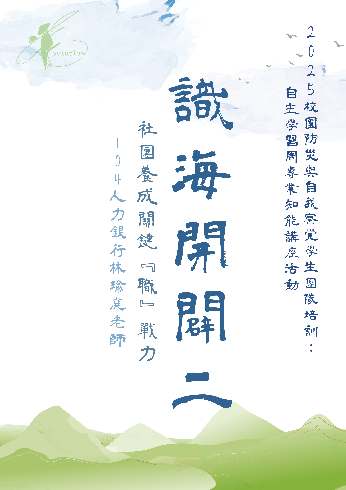 2025校園防災與自我察覺學生團隊培訓：
自主學習周專業知能講座活動
識海開闢二
社團養成關鍵『職』戰力
104人力銀行林瑜庭老師